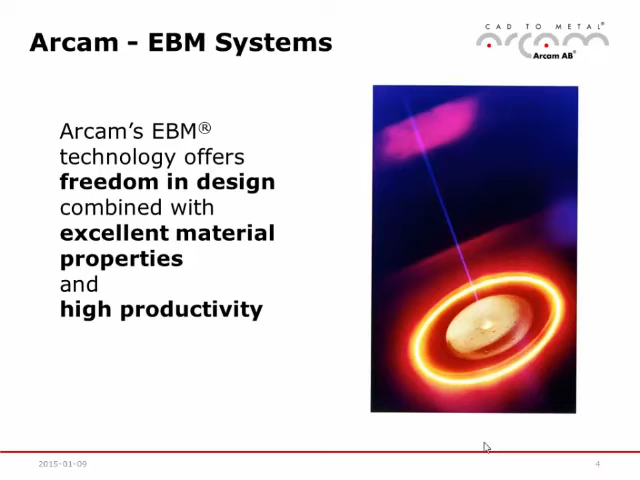 Arcam - EBM Systems
CAD TO METAL®
arcam
Arcam AB®
Arcam’s EBM®
technology offers
freedom in design
combined with
excellent material
properties
and
high productivity
2015-01-09
4